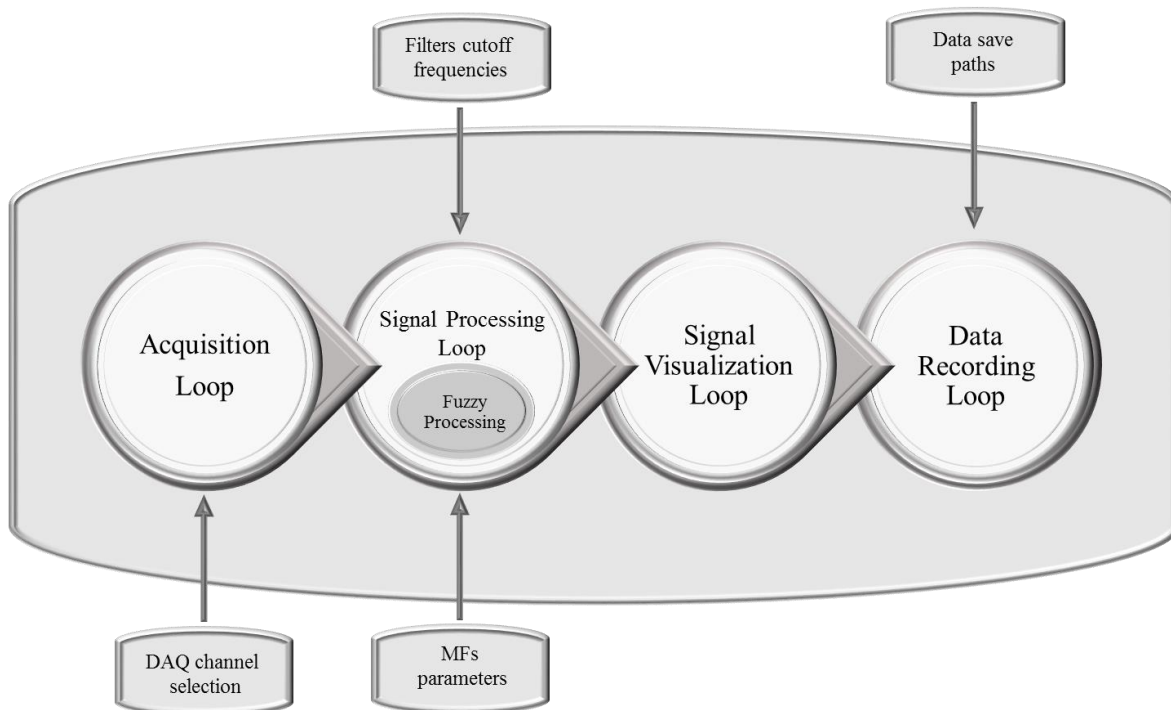 Filters cutoff
frequencies
Data save
paths
Acquisition
Loop
Signal Processing
Loop
Fuzzy
Processing
Signal
Visualization
Loop
Data
Recording
Loop
DAQ channel
selection
MFs
parameters